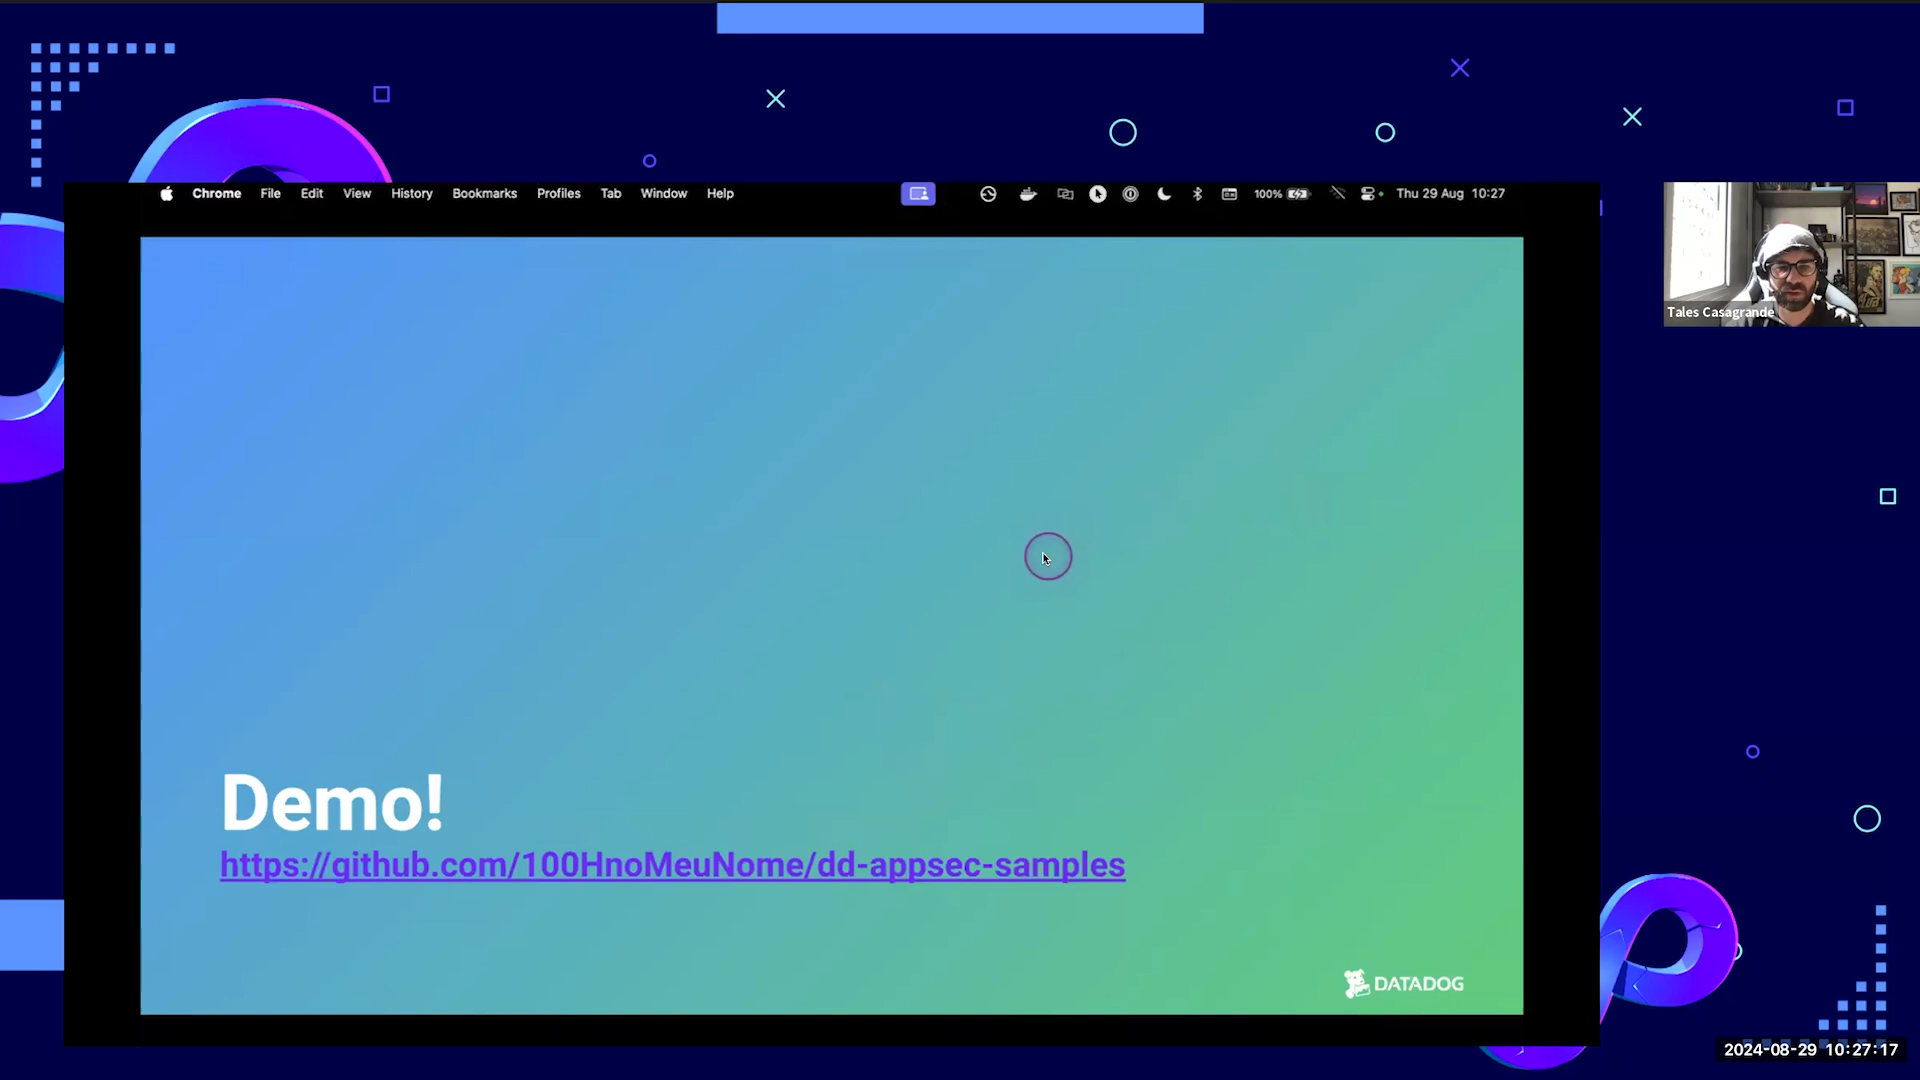 Chrome File Edit View History Bookmarks Profiles Tab Window Help 100% Thu 29 Aug 10:27
Tales Casagrande
Demo!
https://github.com/100HnoMeuNome/dd-appsec-samples
DATADOG
2024-08-29 10:27:17